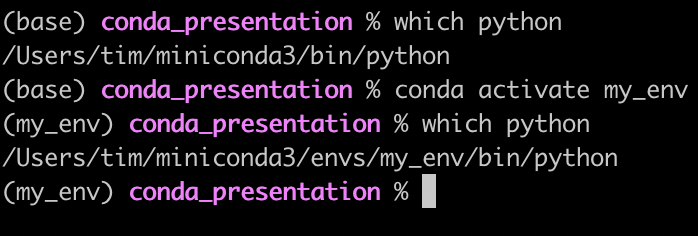 (base) conda_presentation % which python
/Users/tim/miniconda3/bin/python
(base) conda_presentation % conda activate my_env
(my_env) conda_presentation % which python
/Users/tim/miniconda3/envs/my_env/bin/python
(my_env) conda_presentation %